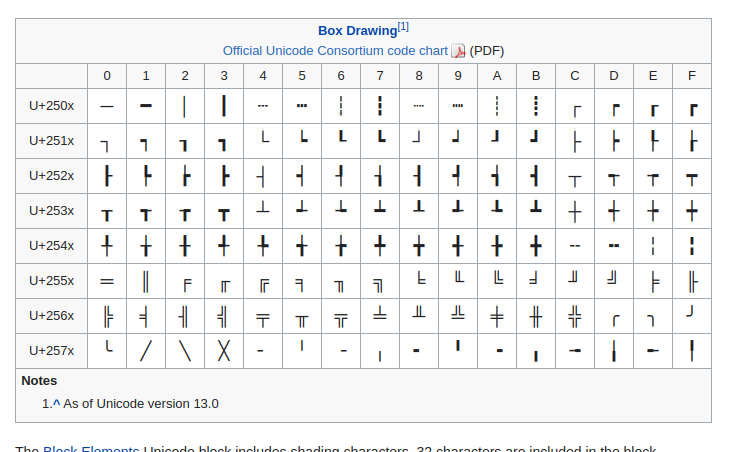 Box Drawing[1]
Official Unicode Consortium code chart (PDF)
0 1 2 3 4 5 6 7 8 9 A B C D E F
U+250x ─ ━ │ ┃ ┄ ┅ ┆ ┇ ┈ ┉ ┊ ┋ ┌ ┍ ┎ ┏
U+251x ┐ ┑ ┒ ┓ └ ┕ ┖ ┗ ┘ ┙ ┚ ┛ ├ ┝ ┞ ┟
U+252x ┠ ┡ ┢ ┣ ┤ ┥ ┦ ┧ ┨ ┩ ┪ ┫ ┬ ┭ ┮ ┯
U+253x ┰ ┱ ┲ ┳ ┴ ┵ ┶ ┷ ┸ ┹ ┺ ┻ ┼ ┽ ┾ ┿
U+254x ╀ ╁ ╂ ╃ ╄ ╅ ╆ ╇ ╈ ╉ ╊ ╋ ╌ ╍ ╎ ╏
U+255x ═ ║ ╒ ╓ ╔ ╕ ╖ ╗ ╘ ╙ ╚ ╛ ╜ ╝ ╞ ╟
U+256x ╠ ╡ ╢ ╣ ╤ ╥ ╦ ╧ ╨ ╩ ╪ ╫ ╬ ╭ ╮ ╯
U+257x ╰ ╱ ╲ ╳ ╴ ╵ ╶ ╷ ╸ ╹ ╺ ╻ ╼ ╽ ╾ ╿
Notes
1.^ As of Unicode version 13.0
The Block Elements Unicode block includes shading characters. 32 characters are included in the block.